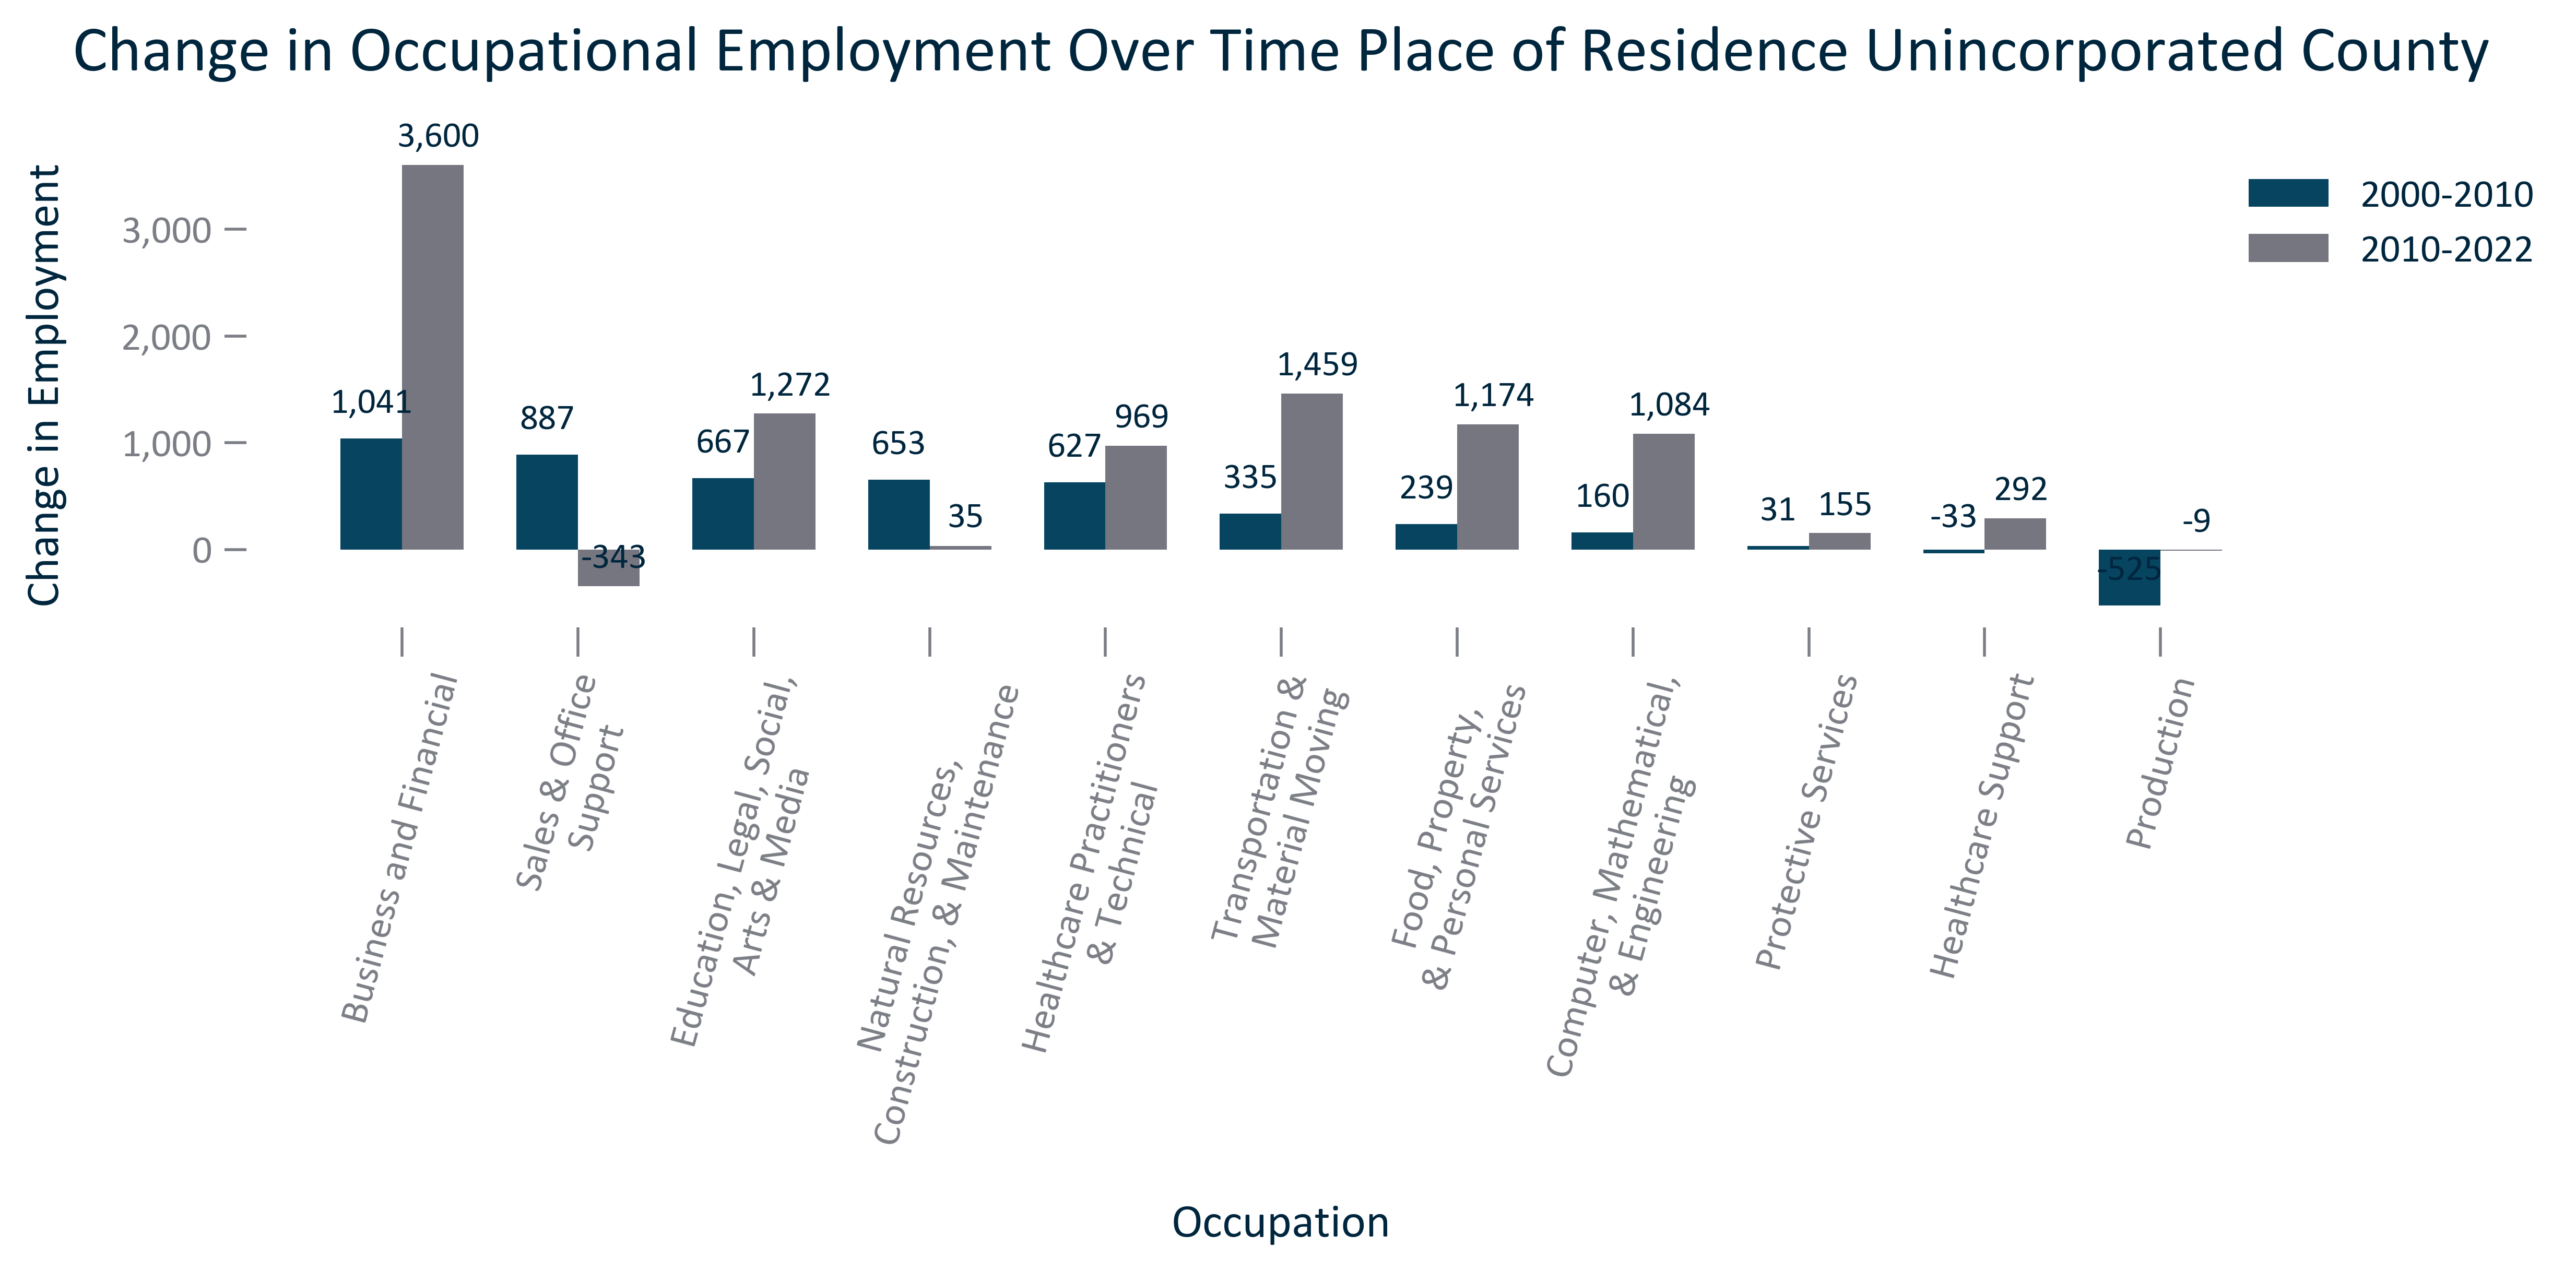 Change in Occupational Employment Over Time Place of Residence Unincorporated County
Change in Employment
3,000
2,000
1,000
0
2000-2010
2010-2022
1,041
3,600
887
-343
667
1,272
653
35
627
969
335
1,459
239
1,174
160
1,084
31
155
-33
292
-525
-9
Business and Financial
Sales & Office
Support
Education, Legal, Social,
Arts & Media
Natural Resources,
Construction, & Maintenance
Healthcare Practitioners
& Technical
Transportation &
Material Moving
Food, Property,
& Personal Services
Computer, Mathematical,
& Engineering
Protective Services
Healthcare Support
Production
Occupation